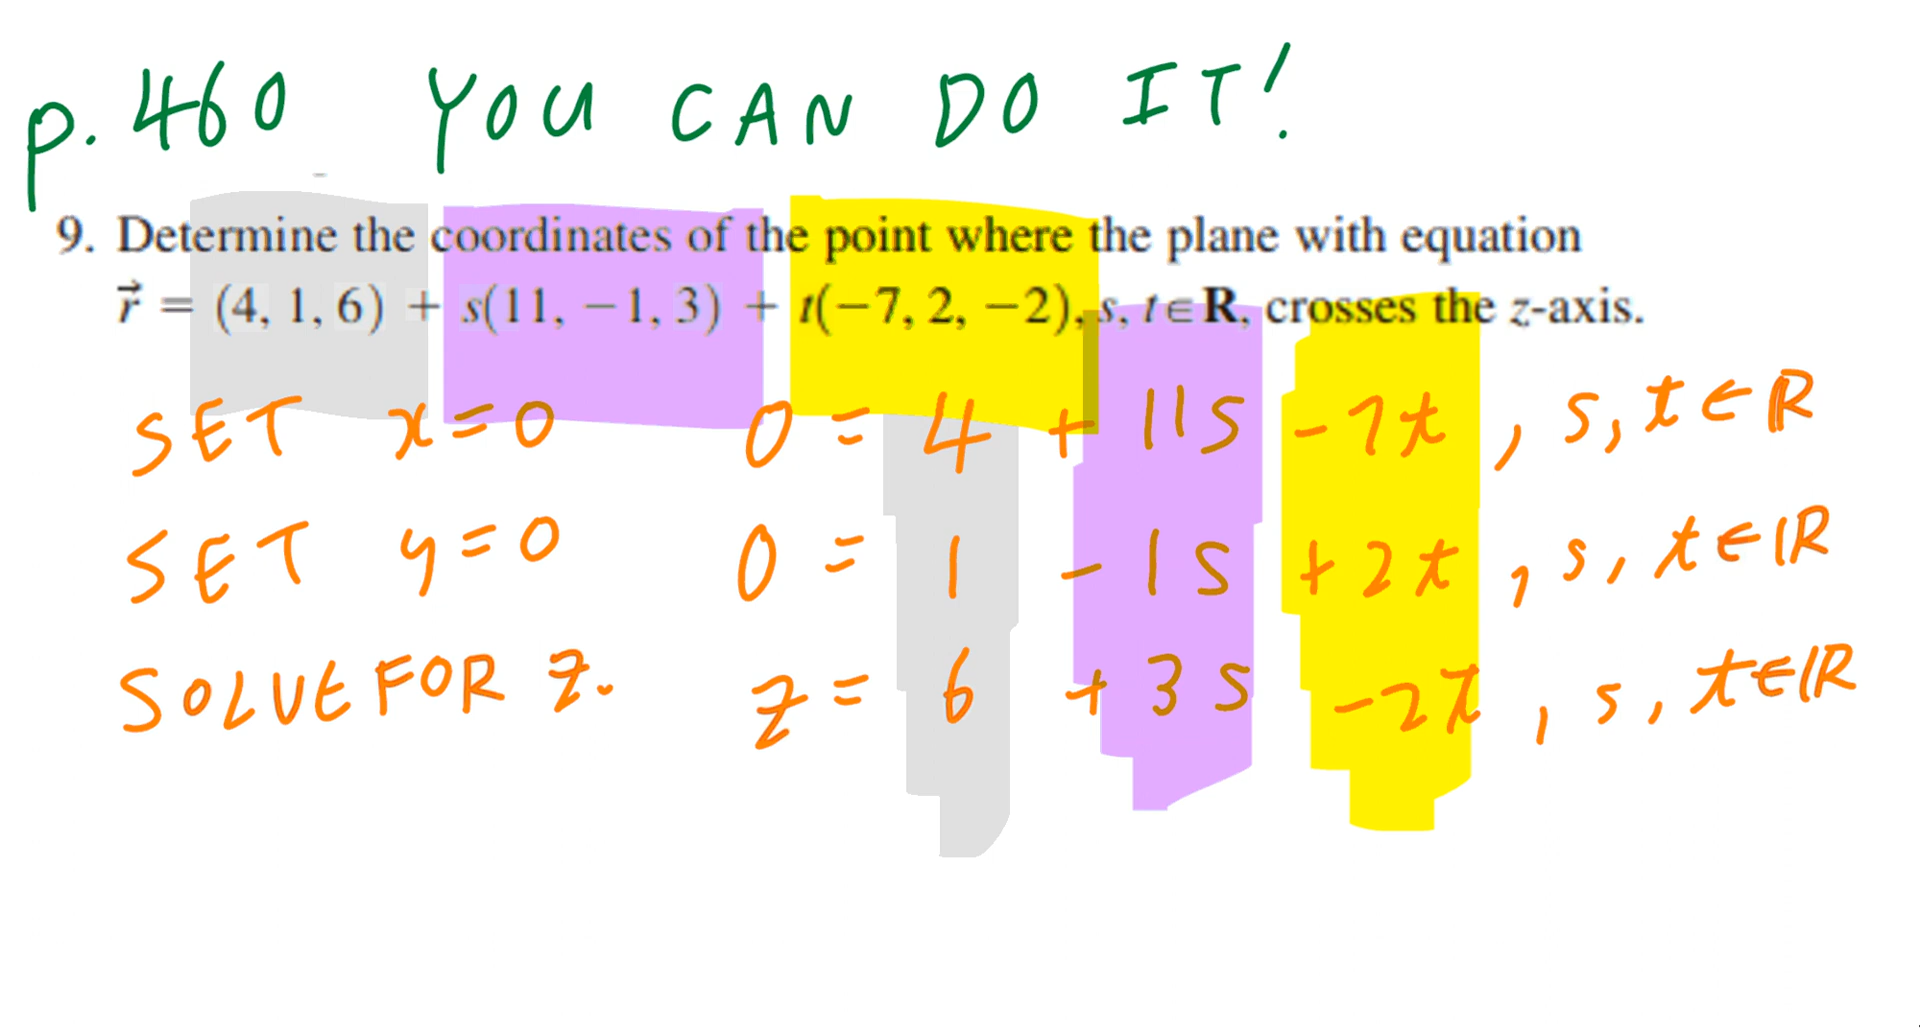 p. 460 YOU CAN DO IT!
9. Determine the coordinates of the point where the plane with equation
r⃗ = (4, 1, 6) + s(11, −1, 3) + t(−7, 2, −2), s, t∈R, crosses the z-axis.
SET x=0 0 = 4 + 11s -7t, s, t∈ℝ
SET y=0 0 = 1 - 1s + 2t, s, t∈ℝ
SOLVE FOR z. z = 6 + 3s -2t, s, t∈ℝ